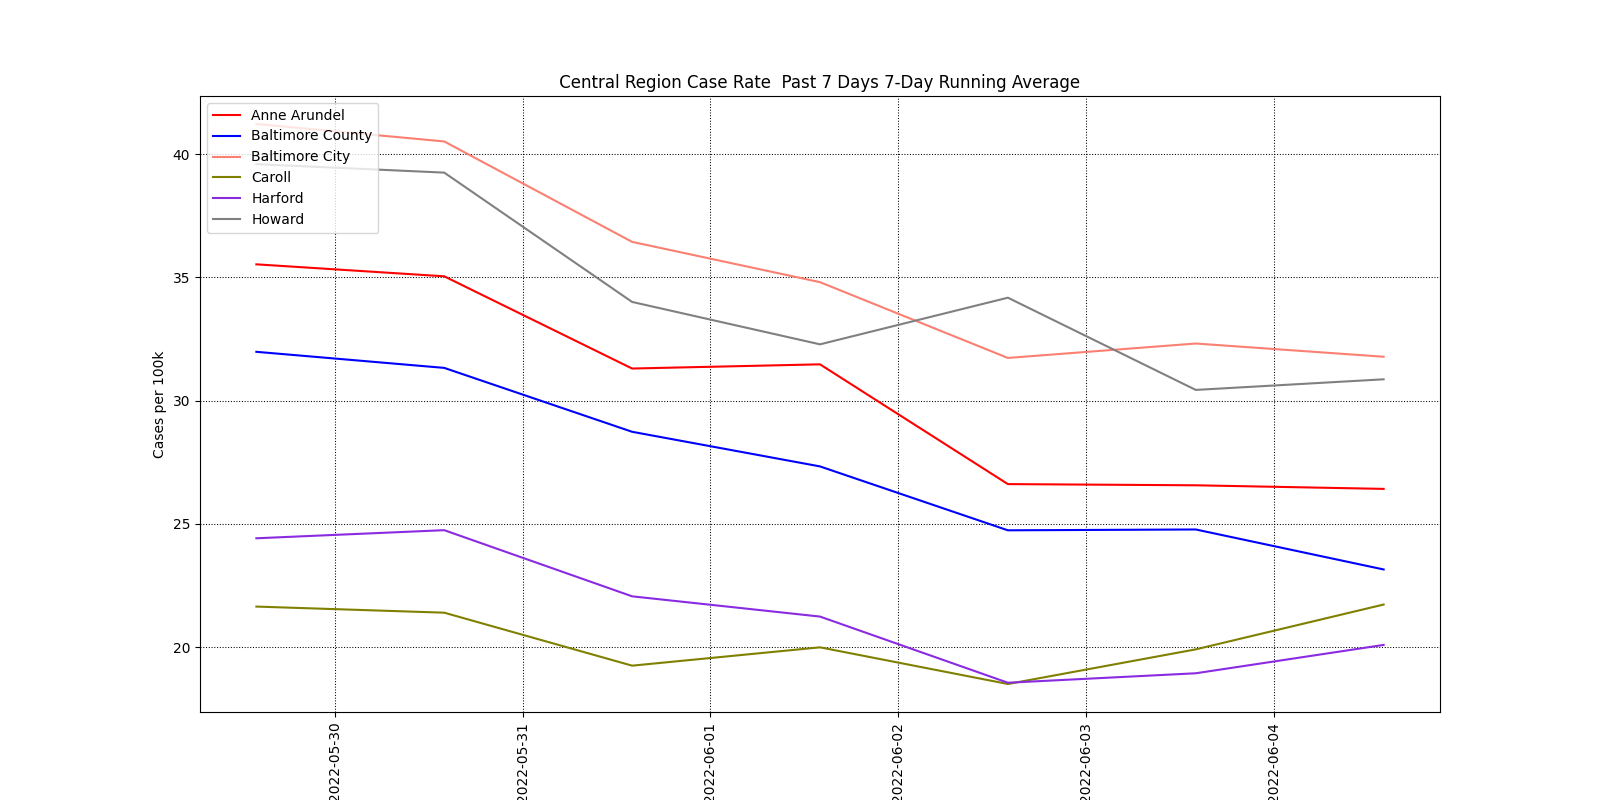 Central Region Case Rate  Past 7 Days 7-Day Running Average
Anne Arundel
Baltimore County
Baltimore City
Caroll
Harford
Howard
Cases per 100k
40
35
30
25
20
2022-05-30
2022-05-31
2022-06-01
2022-06-02
2022-06-03
2022-06-04